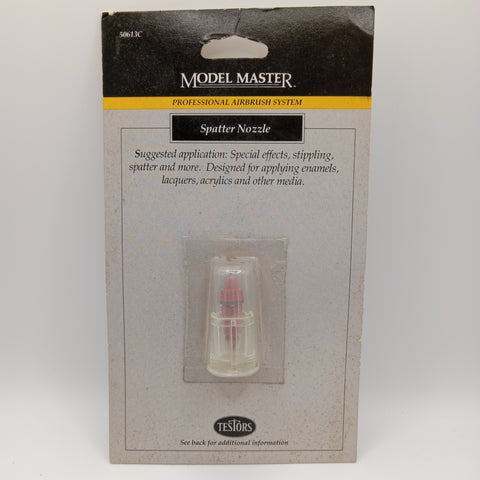 50613C
MODEL MASTER™
PROFESSIONAL AIRBRUSH SYSTEM
Spatter Nozzle
Suggested application: Special effects, stippling,
spatter and more. Designed for applying enamels,
lacquers, acrylics and other media.
TESTORS
See back for additional information